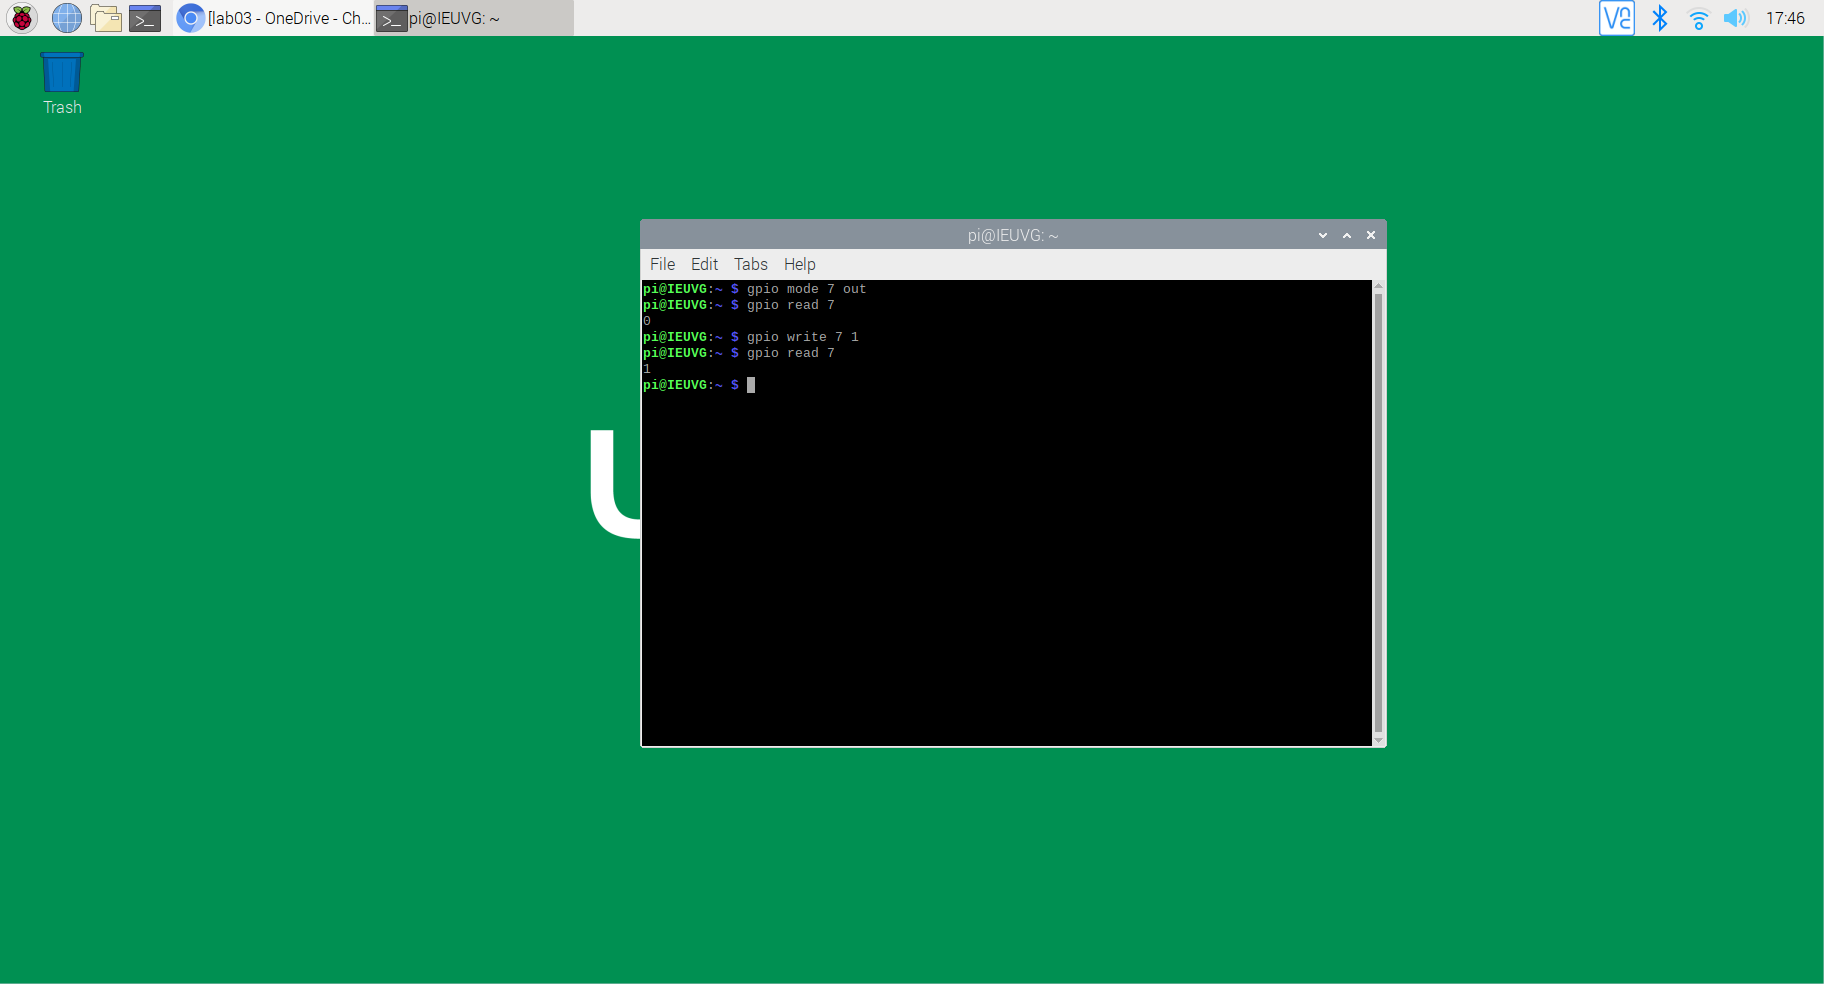 [lab03 - OneDrive - Ch... pi@IEUVG: ~ 17:46
Trash
pi@IEUVG: ~
File Edit Tabs Help
pi@IEUVG:~ $ gpio mode 7 out
pi@IEUVG:~ $ gpio read 7
0
pi@IEUVG:~ $ gpio write 7 1
pi@IEUVG:~ $ gpio read 7
1
pi@IEUVG:~ $